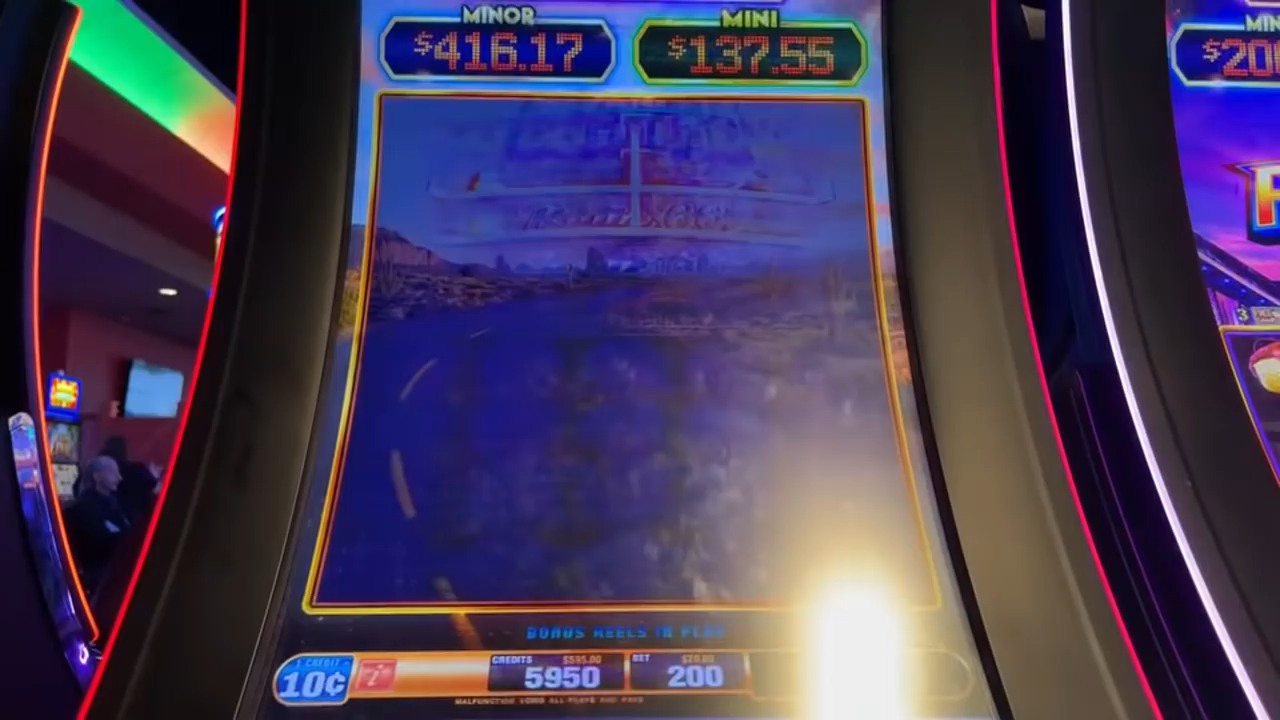 MINOR
$416.17
MINI
$137.55
BONUS REELS IN PLAY
1 CREDIT
10¢
i
CREDITS $595.00
5950
BET $20.00
200
MALFUNCTION VOIDS ALL PLAYS AND PAYS
3